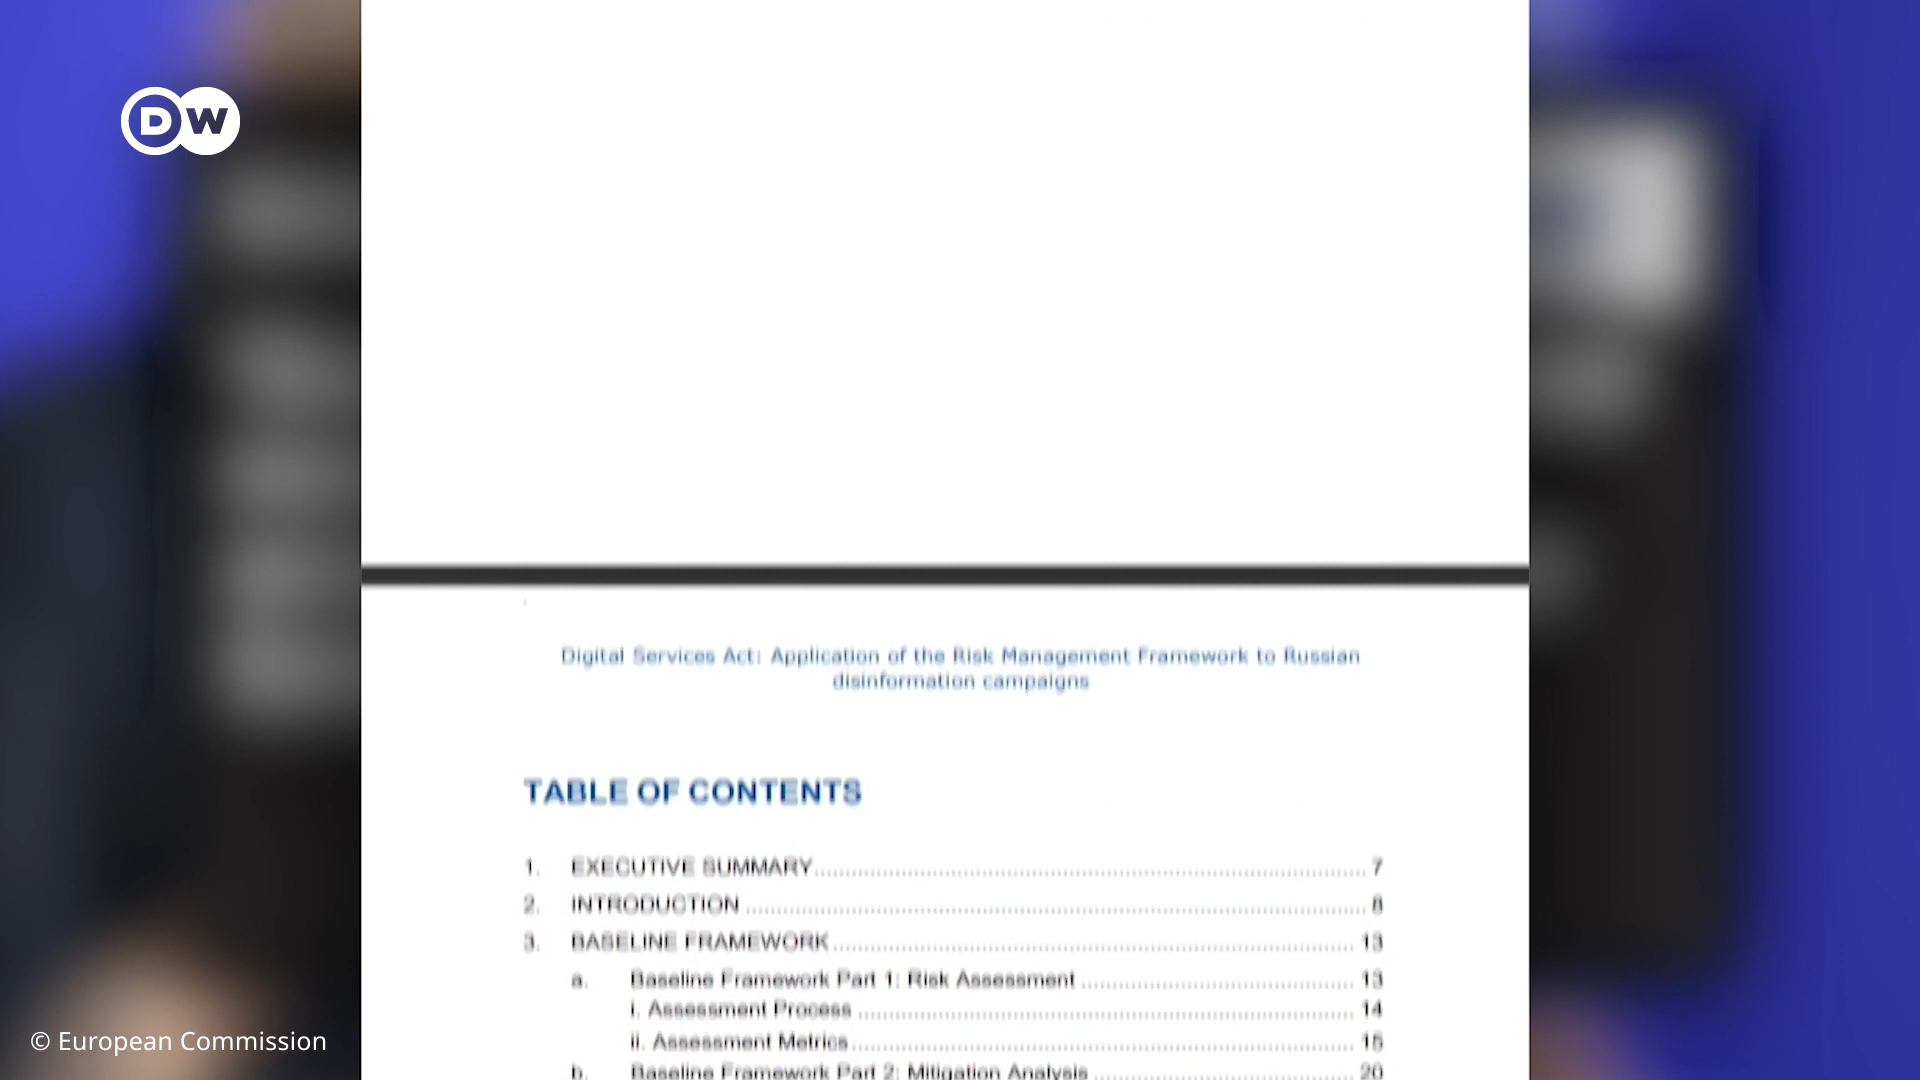 DW
Digital Services Act: Application of the Risk Management Framework to Russian
disinformation campaigns
TABLE OF CONTENTS
1. EXECUTIVE SUMMARY 7
2. INTRODUCTION 8
3. BASELINE FRAMEWORK 13
a. Baseline Framework Part 1: Risk Assessment 13
i. Assessment Process 14
ii. Assessment Metrics 15
b. Baseline Framework Part 2: Mitigation Analysis 20
© European Commission